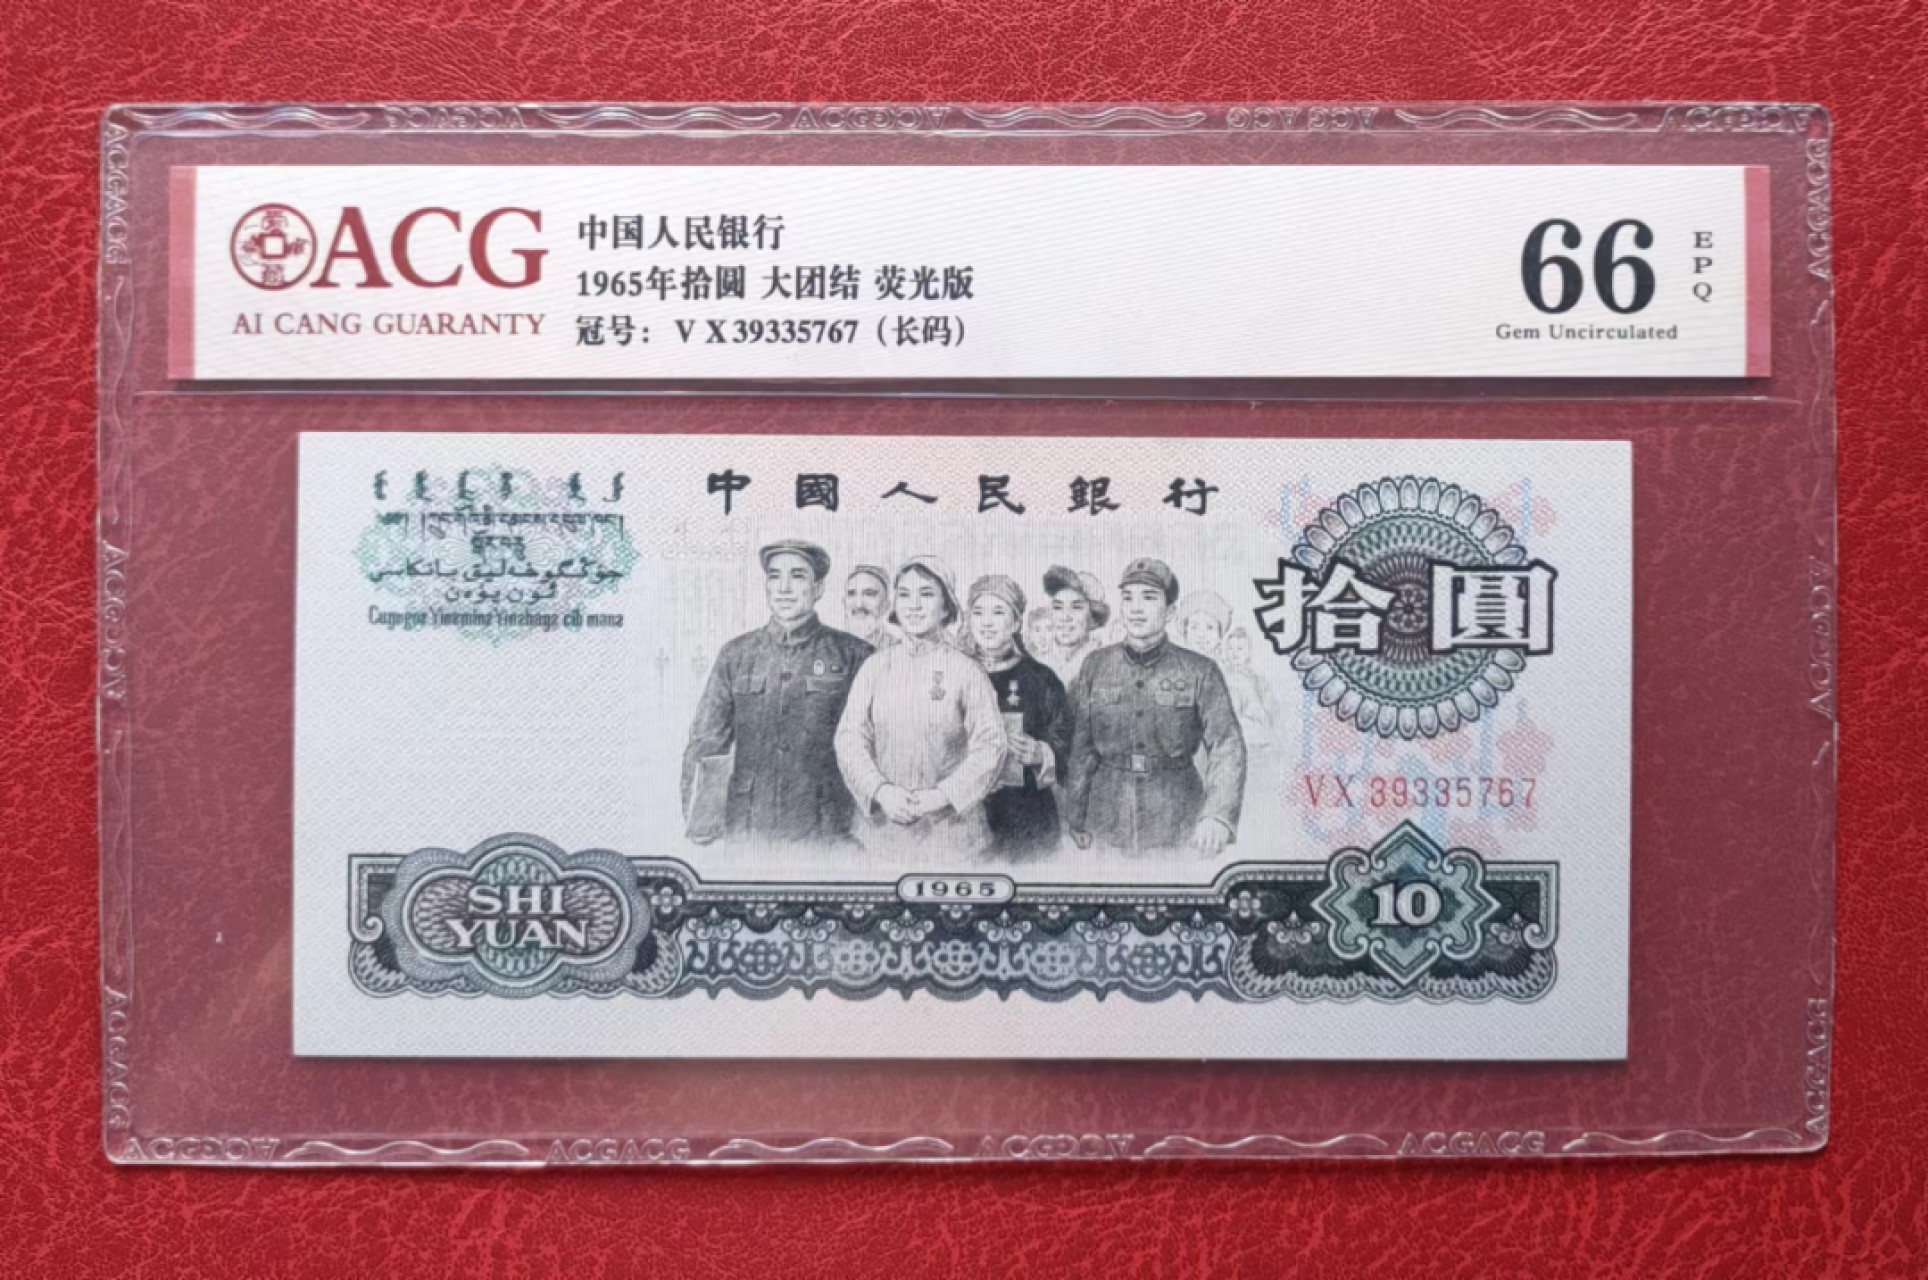 ACG
AI CANG GUARANTY
中国人民银行
1965年拾圆 大团结 荧光版
冠号：V X 39335767（长码）
66
EPQ
Gem Uncirculated
中國人民銀行
拾圓
VX 39335767
1965
SHI
YUAN
10
ACGACG